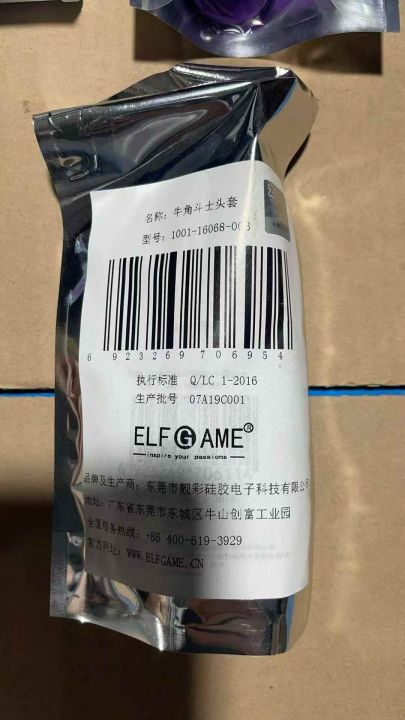 名称：牛角斗士头套
型号：1001-16068-003
6 923269 706954
执行标准 Q/LC 1-2016
生产批号 07A19C001
ELFGAME®
inspire your passions
品牌及生产商：东莞市靓彩硅胶电子科技有限公司
地址：广东省东莞市东城区牛山创富工业园
全国服务热线：+86 400-619-3929
官方网址：WWW.ELFGAME.CN